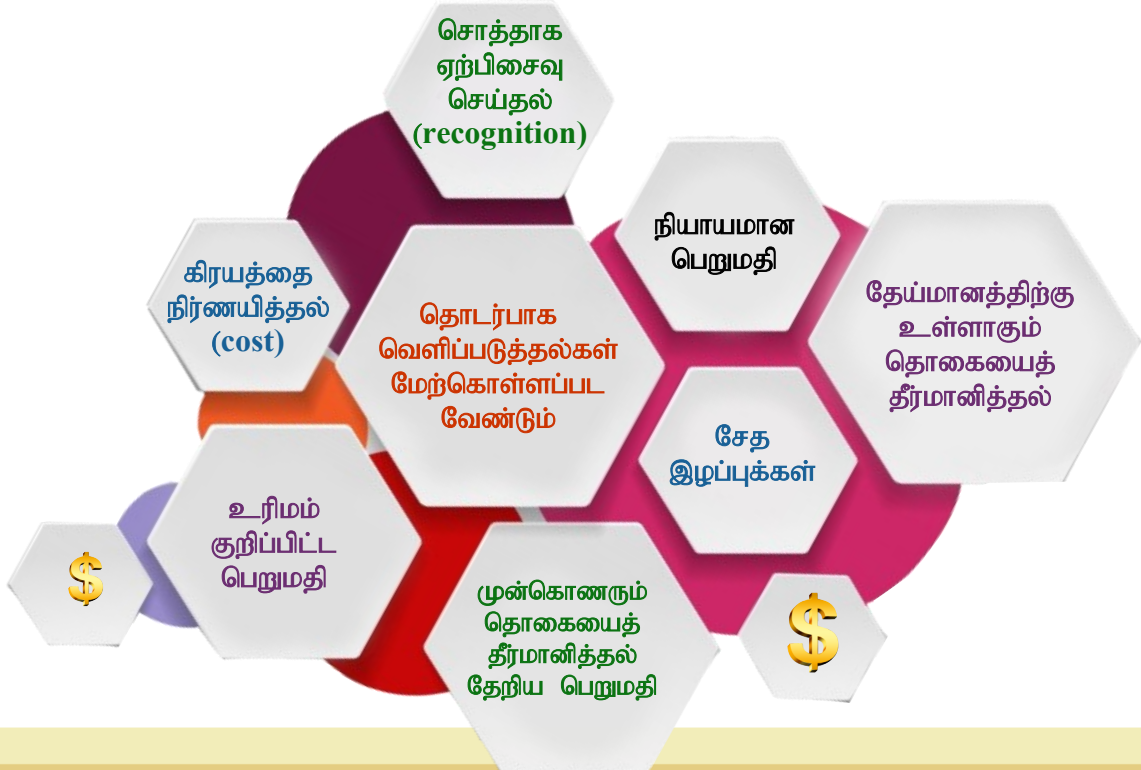 சொத்தாக
ஏற்பிசைவு
செய்தல்
(recognition)
நியாயமான
பெறுமதி
கிரயத்தை
நிர்ணயித்தல்
(cost)
தொடர்பாக
வெளிப்படுத்தல்கள்
மேற்கொள்ளப்பட
வேண்டும்
தேய்மானத்திற்கு
உள்ளாகும்
தொகையைத்
தீர்மானித்தல்
சேத
இழப்புக்கள்
உரிமம்
குறிப்பிட்ட
பெறுமதி
$
முன்கொணரும்
தொகையைத்
தீர்மானித்தல்
தேறிய பெறுமதி
$